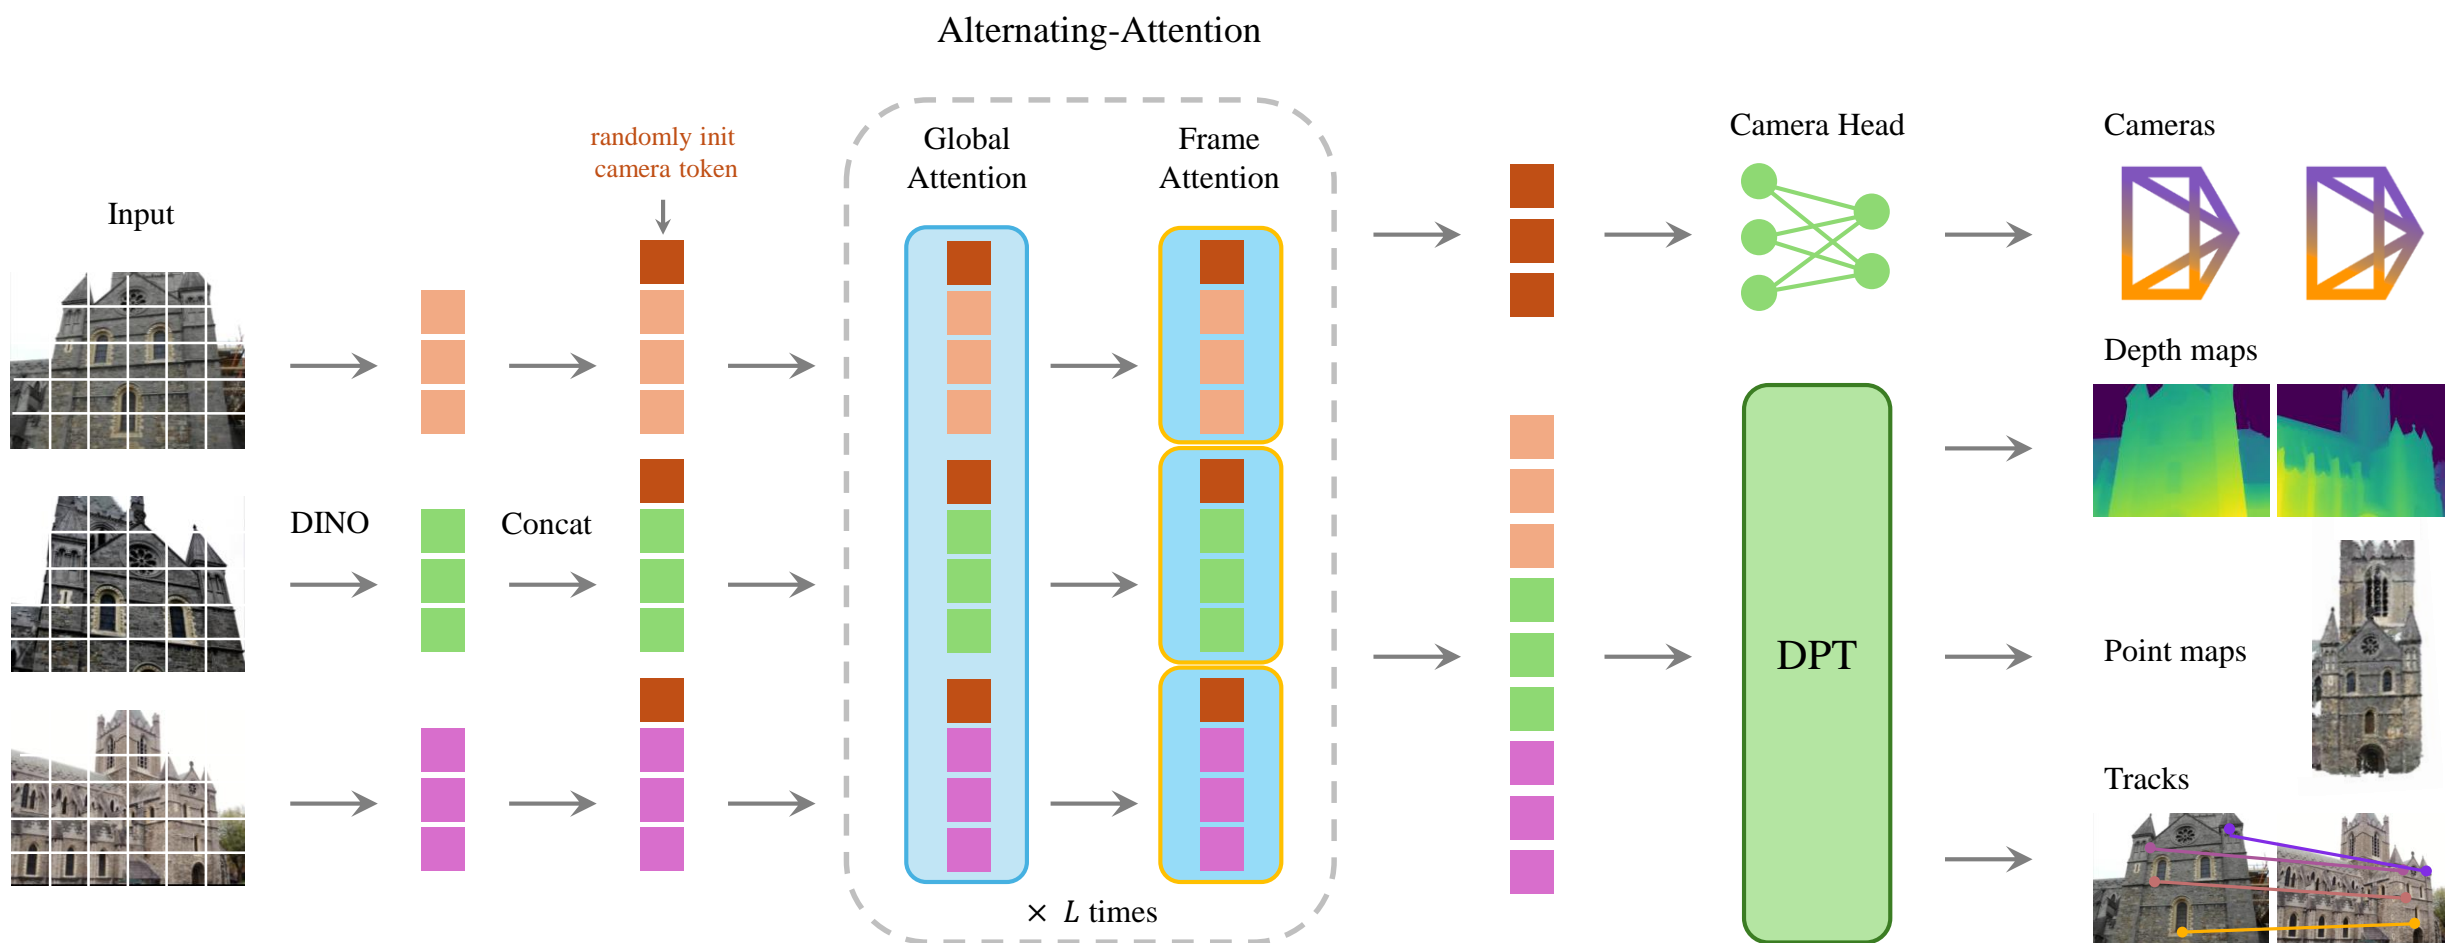 Alternating-Attention
randomly init
camera token
Global
Attention
Frame
Attention
Camera Head
Cameras
Input
Depth maps
DINO
Concat
DPT
Point maps
Tracks
× L times